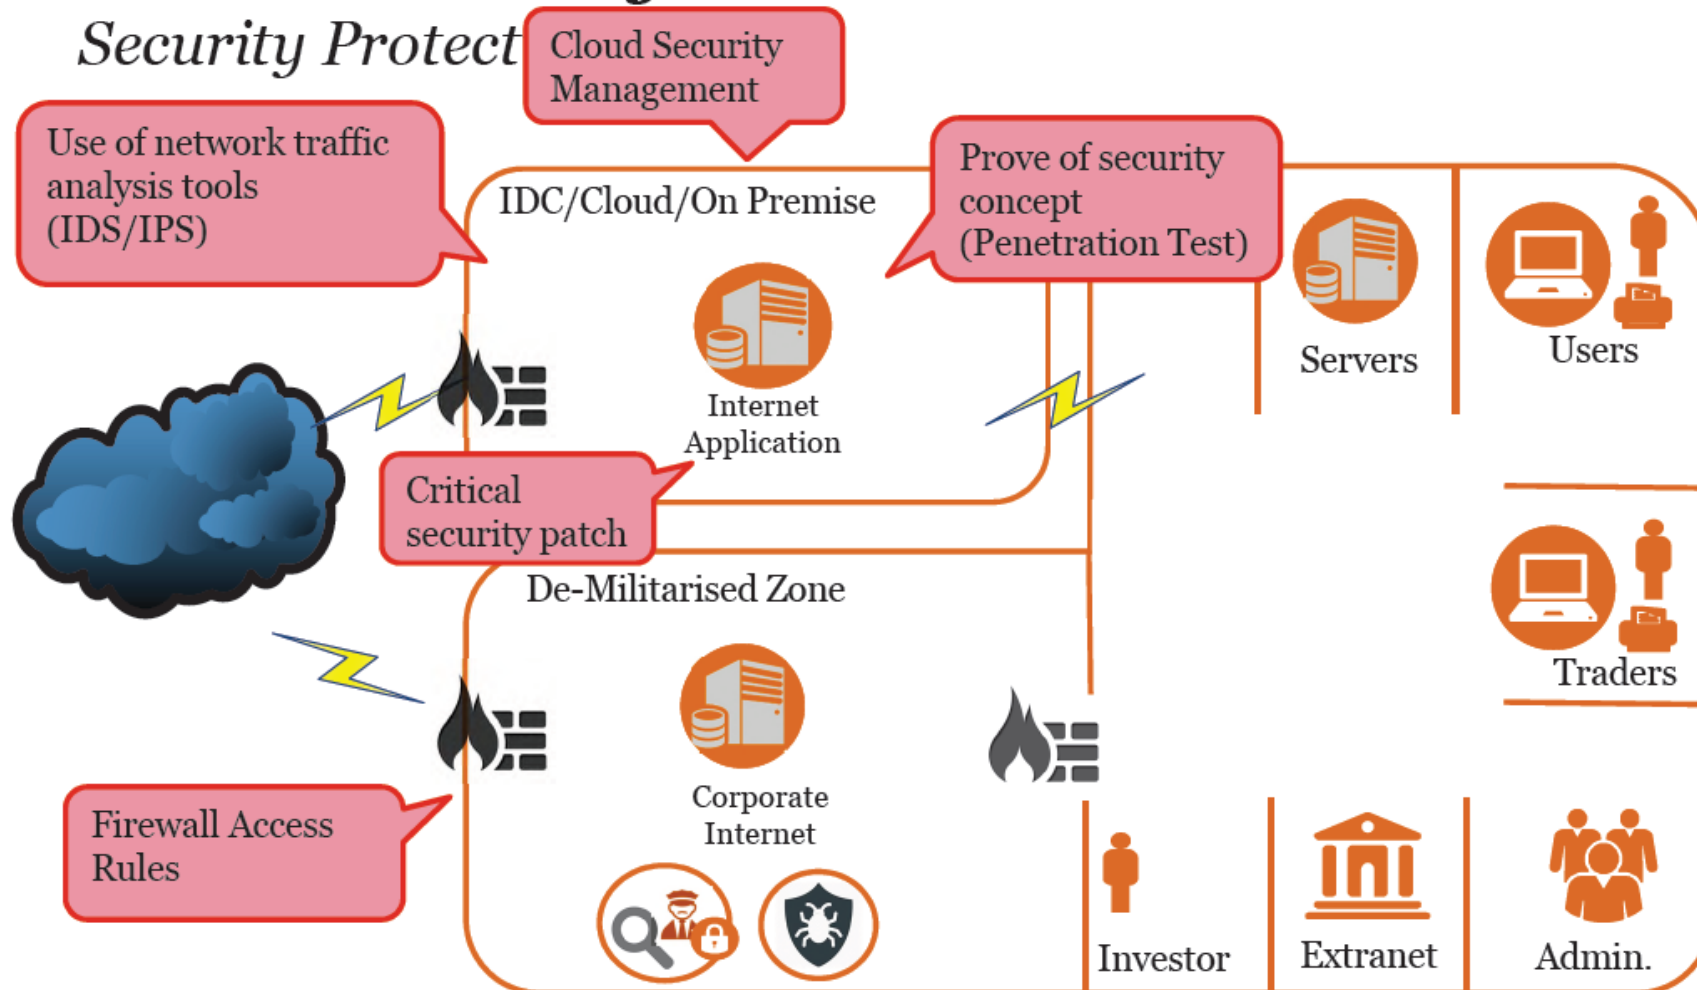 Security Protect
Cloud Security
Management
Use of network traffic
analysis tools
(IDS/IPS)
Prove of security
concept
(Penetration Test)
IDC/Cloud/On Premise
Servers
Users
Internet
Application
Critical
security patch
De-Militarised Zone
Traders
Corporate
Internet
Firewall Access
Rules
Investor
Extranet
Admin.